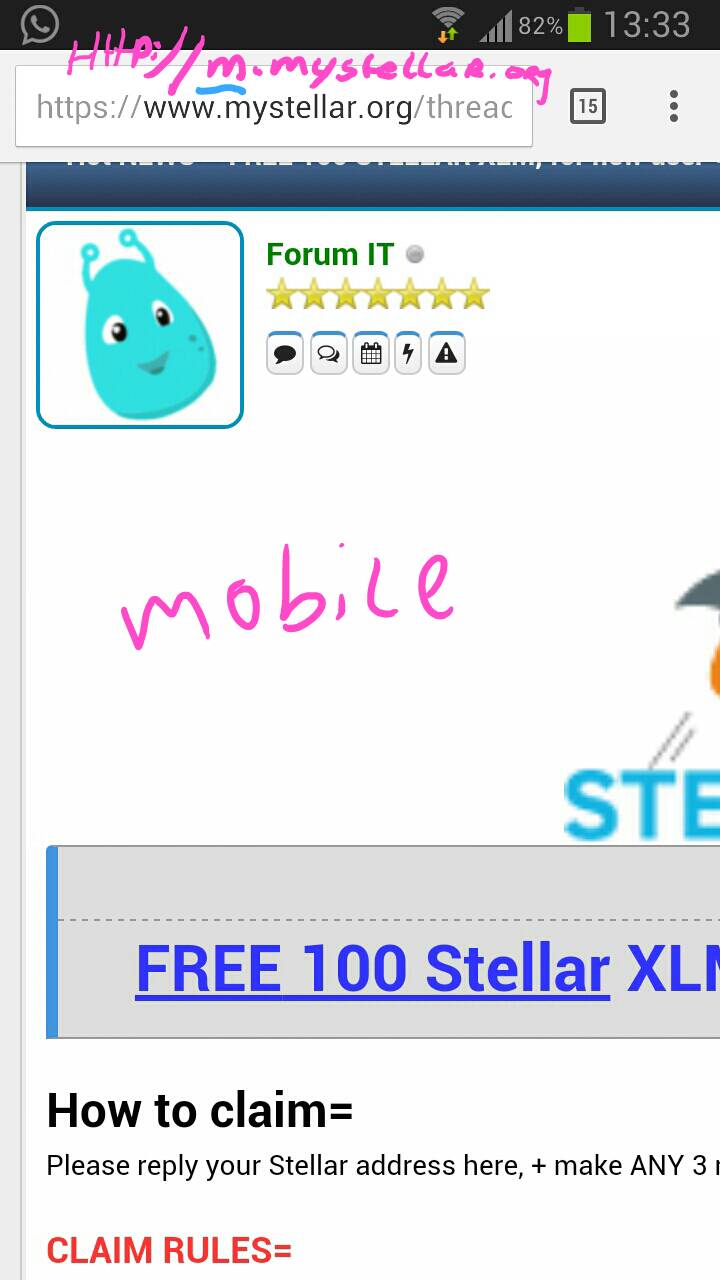 82% 13:33
Http://m.mystellar.org
https://www.mystellar.org/threac
15
Forum IT
mobile
STE
FREE 100 Stellar XLM
How to claim=
Please reply your Stellar address here, + make ANY 3
CLAIM RULES=